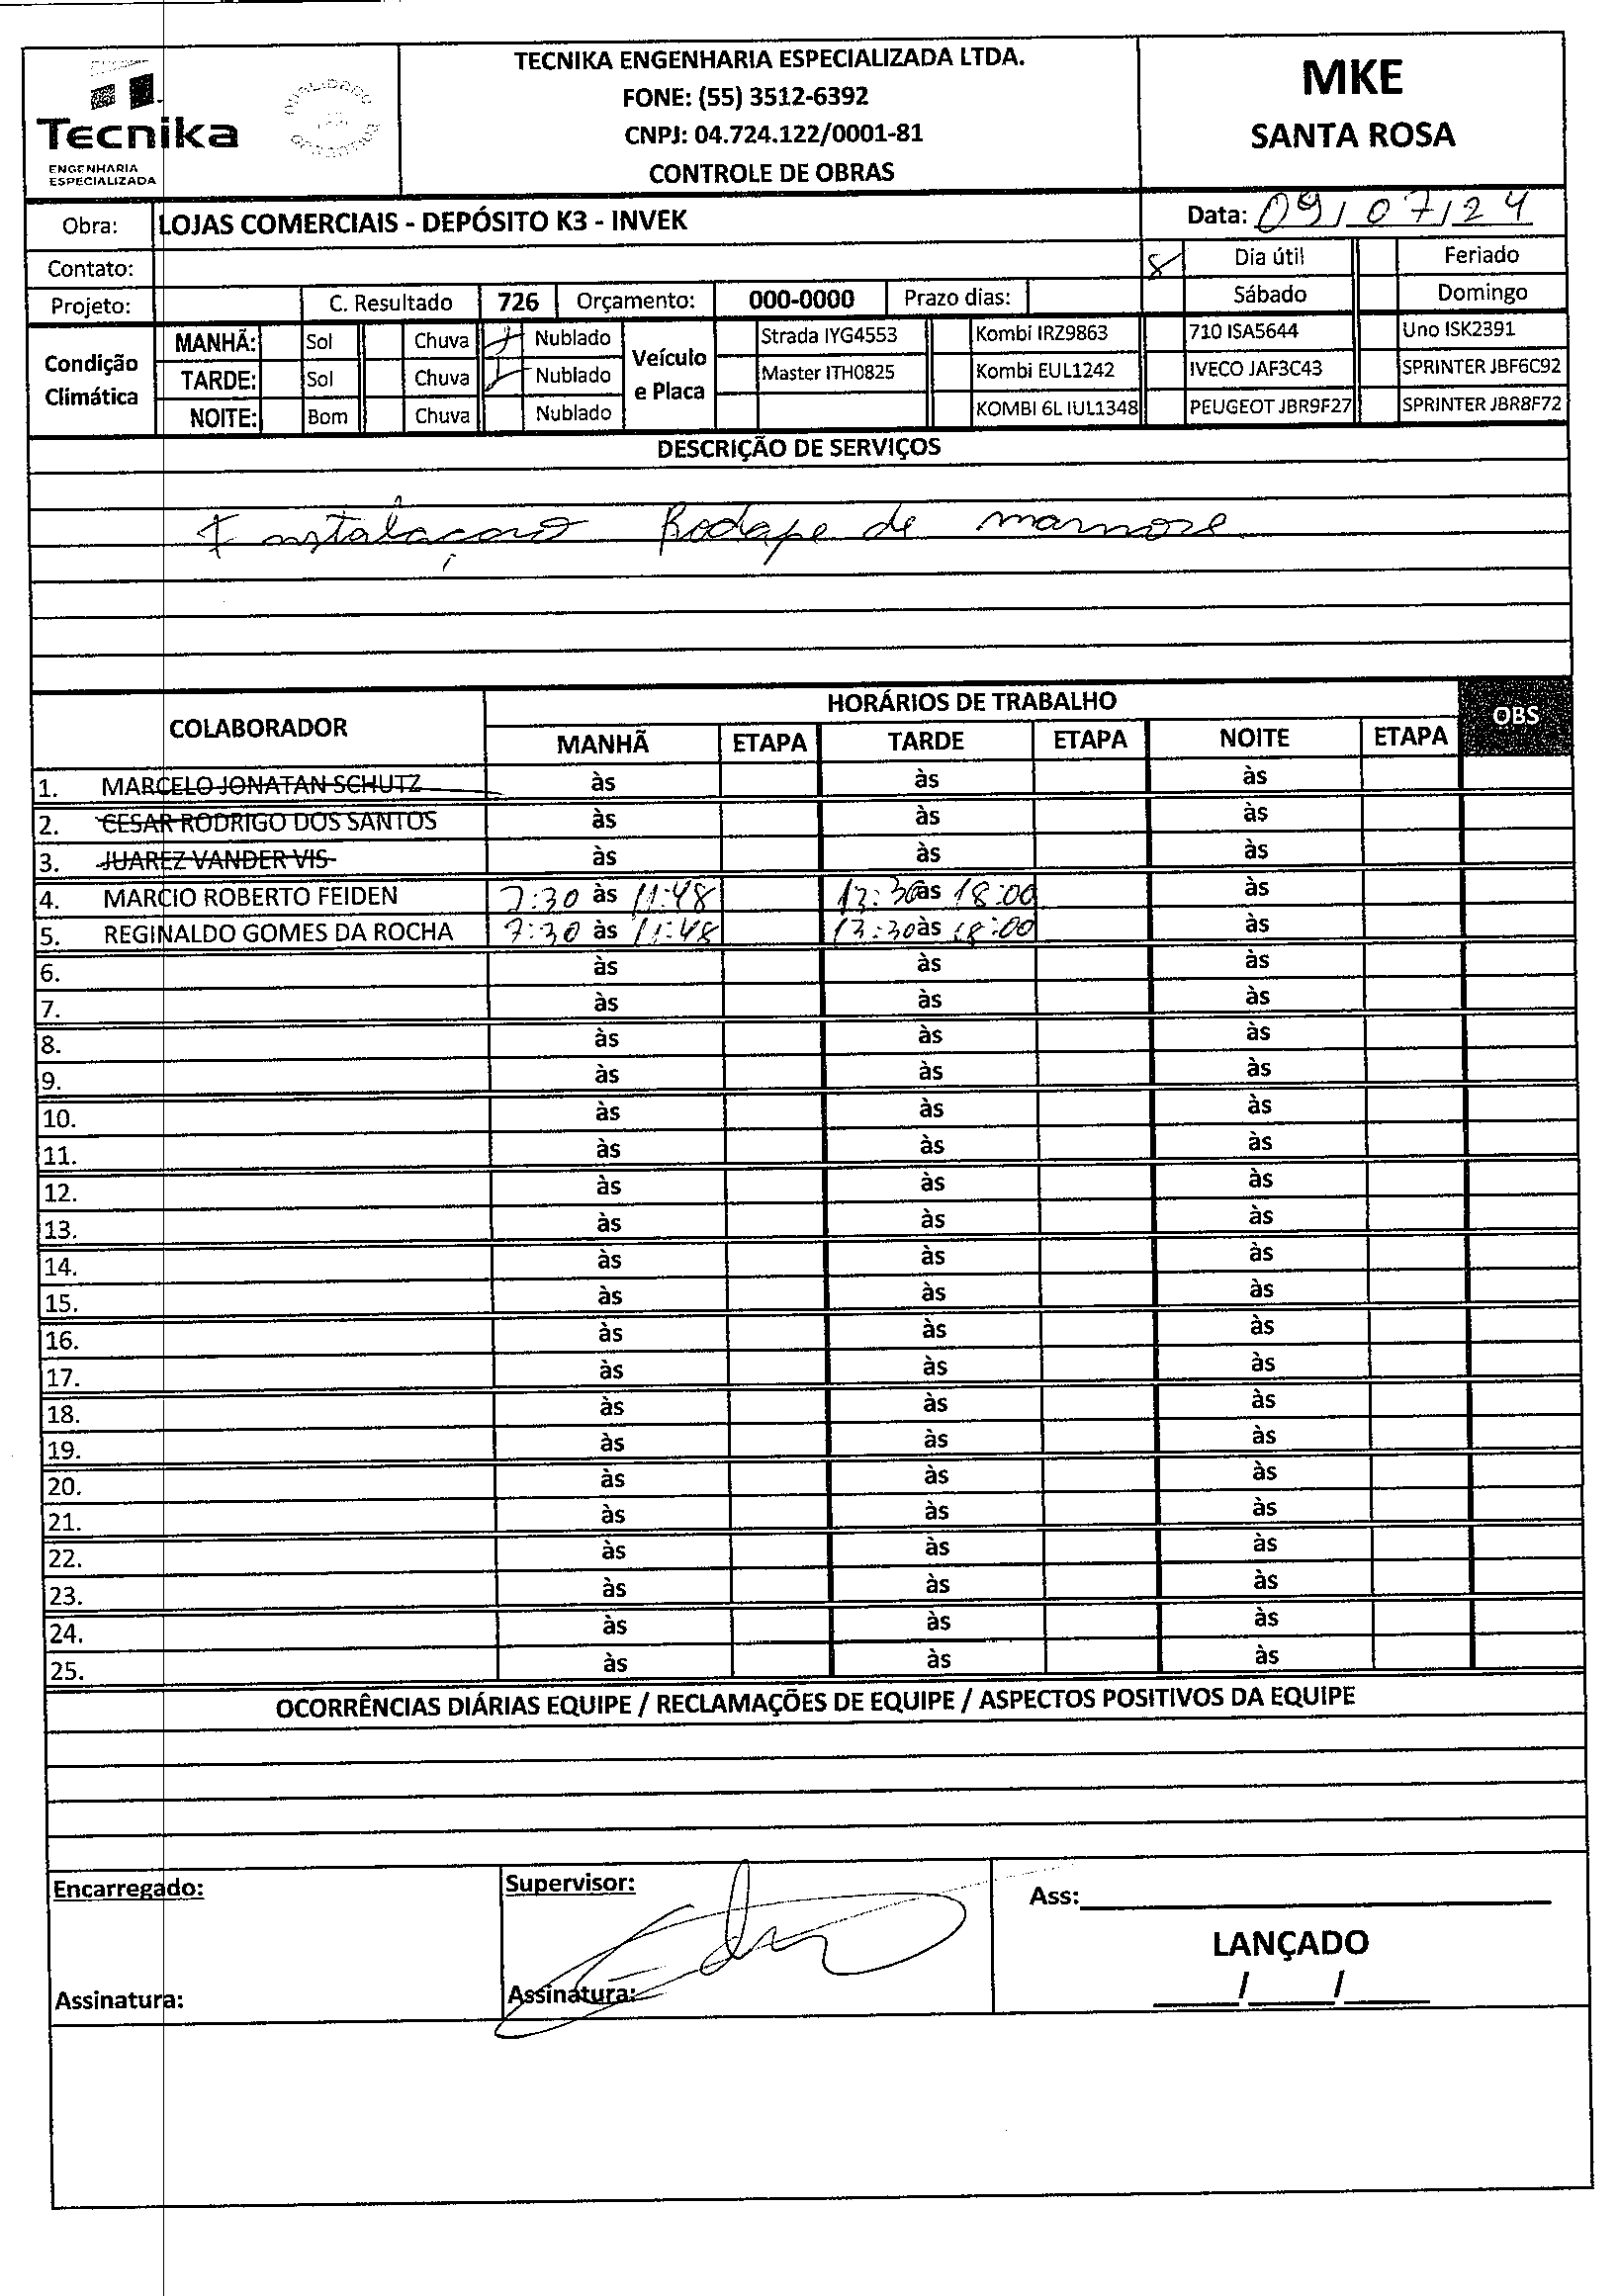 TECNIKA ENGENHARIA ESPECIALIZADA LTDA.
FONE: (55) 3512-6392
CNPJ: 04.724.122/0001-81
CONTROLE DE OBRAS
Tecnika
ENGENHARIA
ESPECIALIZADA
MKE
SANTA ROSA
Obra: LOJAS COMERCIAIS - DEPÓSITO K3 - INVEK
Data: 09/07/24
Contato:
Dia útil Feriado
Projeto: C. Resultado 726 Orçamento: 000-0000 Prazo dias: Sábado Domingo
Condição Climática
MANHÃ: Sol Chuva Nublado
TARDE: Sol Chuva Nublado
NOITE: Bom Chuva Nublado
Veículo e Placa
Strada IYG4553 Kombi IRZ9863 710 ISA5644 Uno ISK2391
Master ITH0825 Kombi EUL1242 IVECO JAF3C43 SPRINTER JBF6C92
KOMBI 6L IUL1348 PEUGEOT JBR9F27 SPRINTER JBR8F72
DESCRIÇÃO DE SERVIÇOS
Instalaçao Rodape de marmore
COLABORADOR HORÁRIOS DE TRABALHO OBS
MANHÃ ETAPA TARDE ETAPA NOITE ETAPA
1. MARCELO JONATAN SCHUTZ às às às
2. CESAR RODRIGO DOS SANTOS às às às
3. JUAREZ VANDER VIS às às às
4. MARCIO ROBERTO FEIDEN 7:30 às 11:48 13:30 às 18:00 às
5. REGINALDO GOMES DA ROCHA 7:30 às 11:48 13:30 às 18:00 às
6. às às às
7. às às às
8. às às às
9. às às às
10. às às às
11. às às às
12. às às às
13. às às às
14. às às às
15. às às às
16. às às às
17. às às às
18. às às às
19. às às às
20. às às às
21. às às às
22. às às às
23. às às às
24. às às às
25. às às às
OCORRÊNCIAS DIÁRIAS EQUIPE / RECLAMAÇÕES DE EQUIPE / ASPECTOS POSITIVOS DA EQUIPE
Encarregado: Supervisor: Ass:
LANÇADO
Assinatura: Assinatura: / /